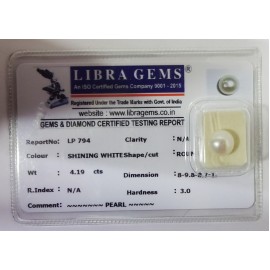 LIBRA GEMS®
An ISO Certified Gems Company 9001 - 2015
Registered Under the Trade Marks with Govt. of India
website : www.libragems.co.in
GEMS & DIAMOND CERTIFIED TESTING REPORT
ReportNo: LP 794 Clarity : N/A
Colour : SHINING WHITE Shape/cut:
Wt : 4.19 cts Dimension :
R.Index : N/A Hardness : 3.0
Comment : PEARL